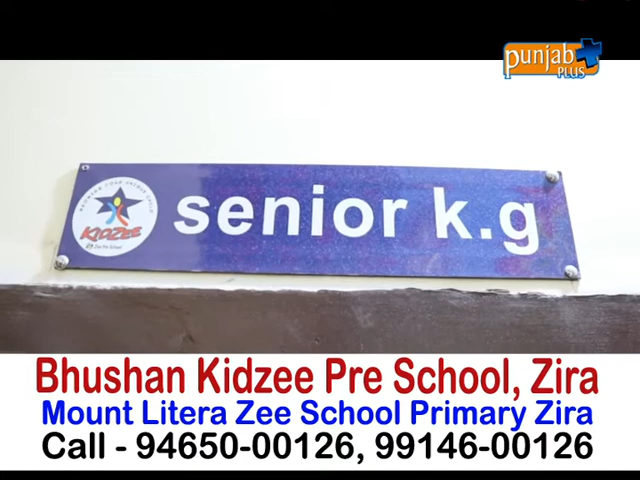 punjab
PLUS
senior k.g
KIDZEE
Bhushan Kidzee Pre School, Zira
Mount Litera Zee School Primary Zira
Call - 94650-00126, 99146-00126